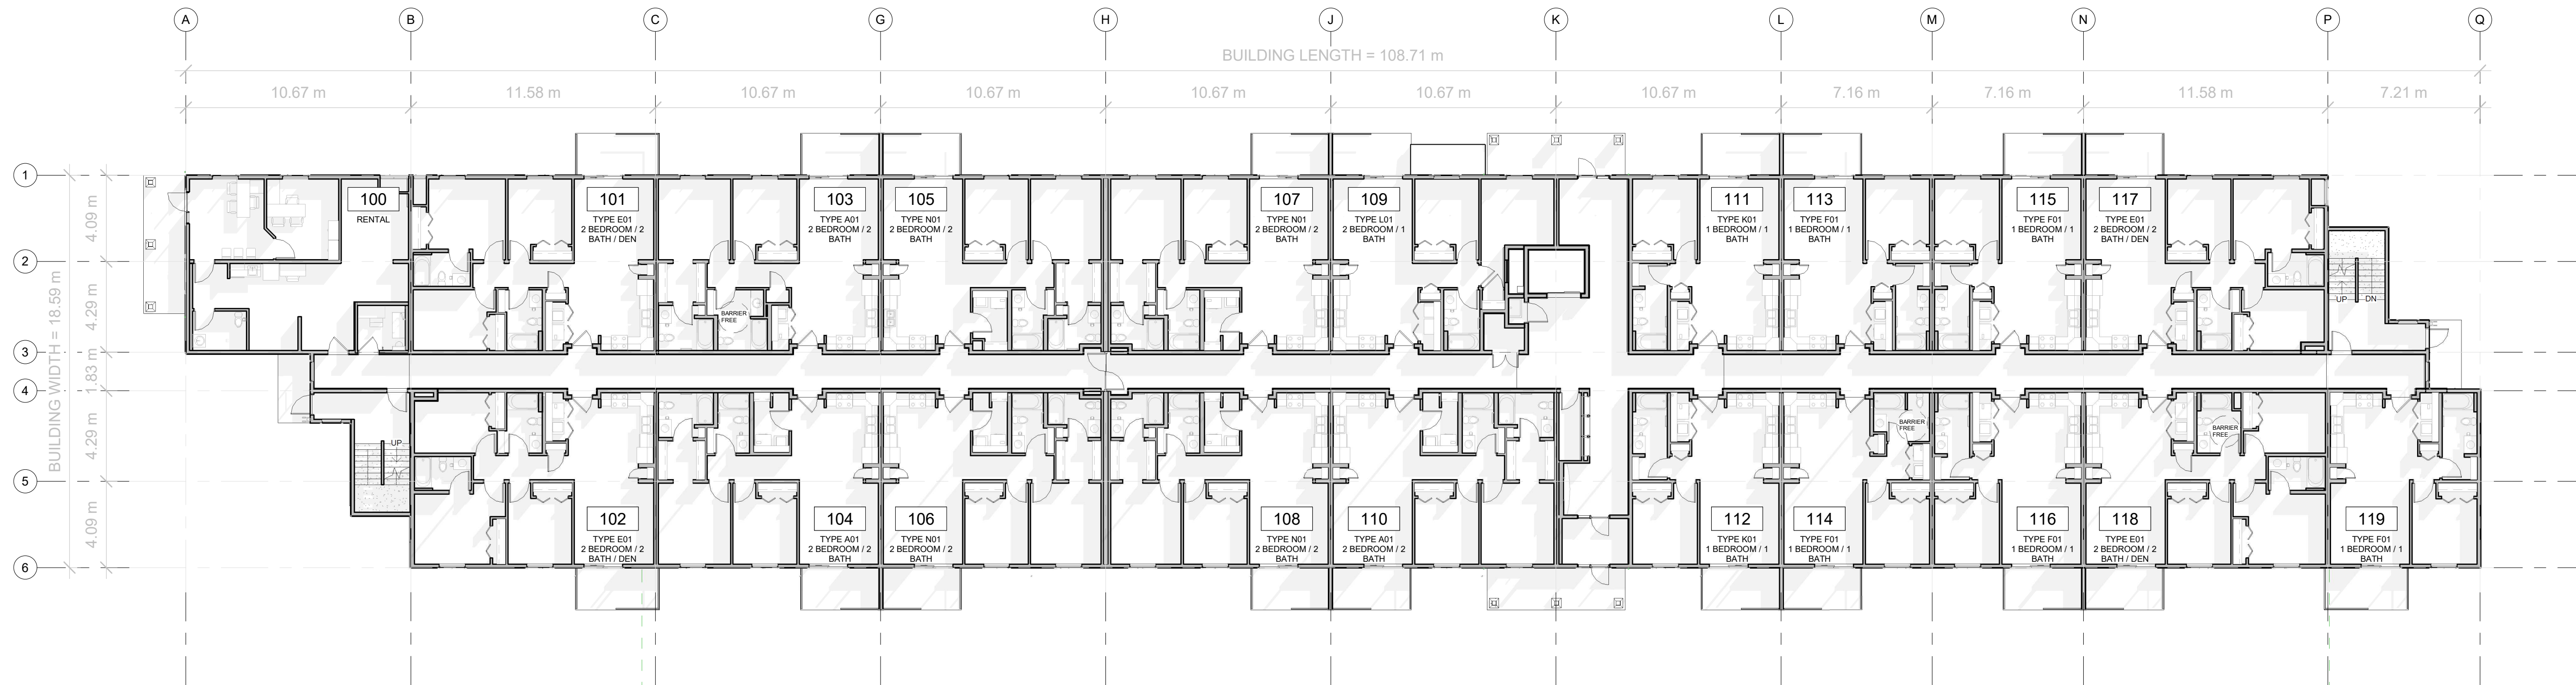 A B C G H J K L M N P Q
BUILDING LENGTH = 108.71 m
10.67 m 11.58 m 10.67 m 10.67 m 10.67 m 10.67 m 10.67 m 7.16 m 7.16 m 11.58 m 7.21 m
1
2
3
4
5
6
BUILDING WIDTH = 18.59 m
4.09 m
4.29 m
1.83 m
4.29 m
4.09 m
100
RENTAL
101
TYPE E01
2 BEDROOM / 2
BATH / DEN
103
TYPE A01
2 BEDROOM / 2
BATH
105
TYPE N01
2 BEDROOM / 2
BATH
107
TYPE N01
2 BEDROOM / 2
BATH
109
TYPE L01
2 BEDROOM / 1
BATH
111
TYPE K01
1 BEDROOM / 1
BATH
113
TYPE F01
1 BEDROOM / 1
BATH
115
TYPE F01
1 BEDROOM / 1
BATH
117
TYPE E01
2 BEDROOM / 2
BATH / DEN
BARRIER
FREE
UP
DN
UP
BARRIER
FREE
BARRIER
FREE
102
TYPE E01
2 BEDROOM / 2
BATH / DEN
104
TYPE A01
2 BEDROOM / 2
BATH
106
TYPE N01
2 BEDROOM / 2
BATH
108
TYPE N01
2 BEDROOM / 2
BATH
110
TYPE A01
2 BEDROOM / 2
BATH
112
TYPE K01
1 BEDROOM / 1
BATH
114
TYPE F01
1 BEDROOM / 1
BATH
116
TYPE F01
1 BEDROOM / 1
BATH
118
TYPE E01
2 BEDROOM / 2
BATH / DEN
119
TYPE F01
1 BEDROOM / 1
BATH